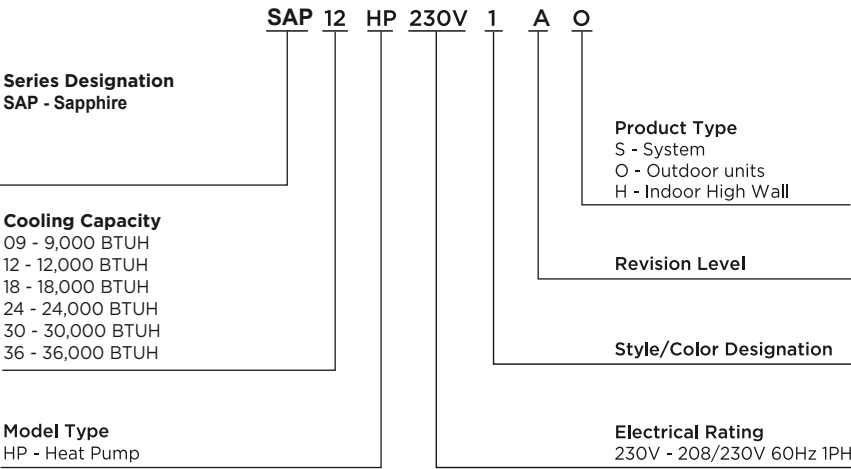 SAP 12 HP 230V 1 A O
Series Designation
SAP - Sapphire
Cooling Capacity
09 - 9,000 BTUH
12 - 12,000 BTUH
18 - 18,000 BTUH
24 - 24,000 BTUH
30 - 30,000 BTUH
36 - 36,000 BTUH
Model Type
HP - Heat Pump
Product Type
S - System
O - Outdoor units
H - Indoor High Wall
Revision Level
Style/Color Designation
Electrical Rating
230V - 208/230V 60Hz 1PH